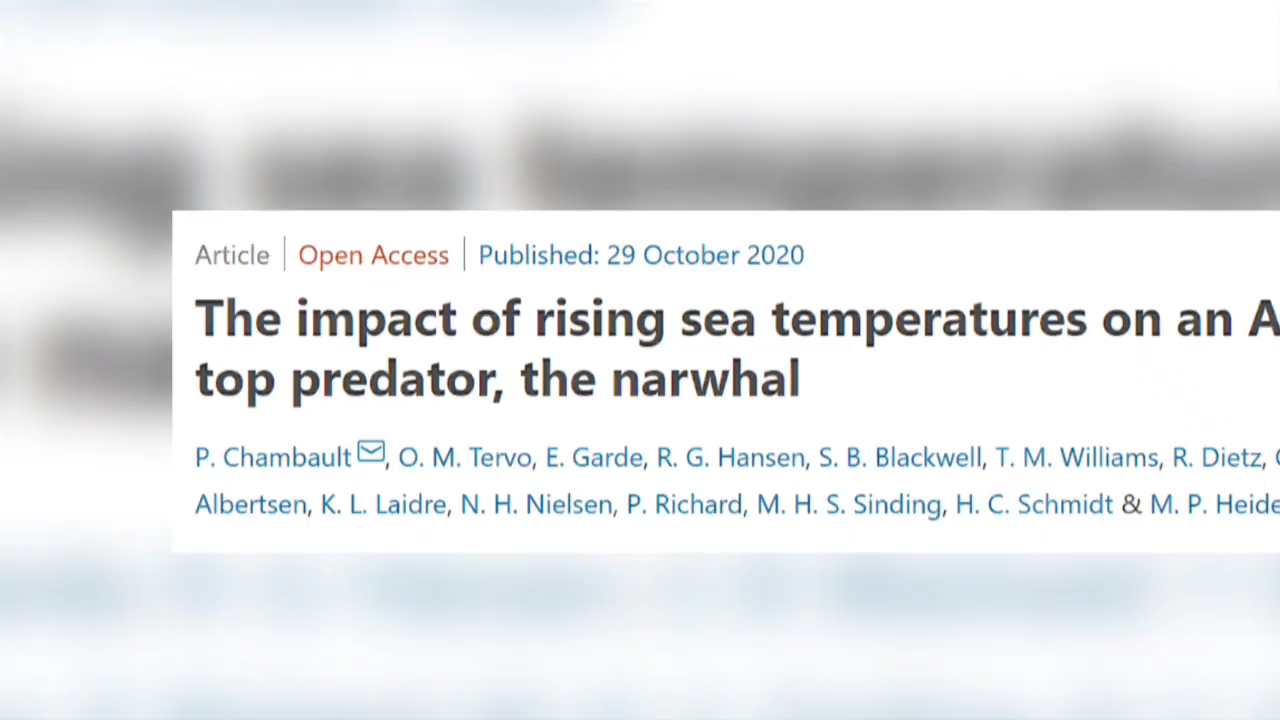 Article | Open Access | Published: 29 October 2020
The impact of rising sea temperatures on an A
top predator, the narwhal
P. Chambault, O. M. Tervo, E. Garde, R. G. Hansen, S. B. Blackwell, T. M. Williams, R. Dietz,
Albertsen, K. L. Laidre, N. H. Nielsen, P. Richard, M. H. S. Sinding, H. C. Schmidt & M. P. Heide